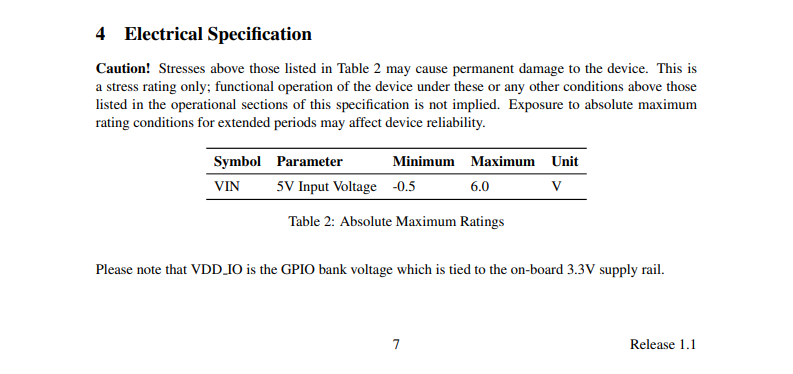 4 Electrical Specification
Caution! Stresses above those listed in Table 2 may cause permanent damage to the device. This is
a stress rating only; functional operation of the device under these or any other conditions above those
listed in the operational sections of this specification is not implied. Exposure to absolute maximum
rating conditions for extended periods may affect device reliability.
Symbol Parameter Minimum Maximum Unit
VIN 5V Input Voltage -0.5 6.0 V
Table 2: Absolute Maximum Ratings
Please note that VDD_IO is the GPIO bank voltage which is tied to the on-board 3.3V supply rail.
7 Release 1.1